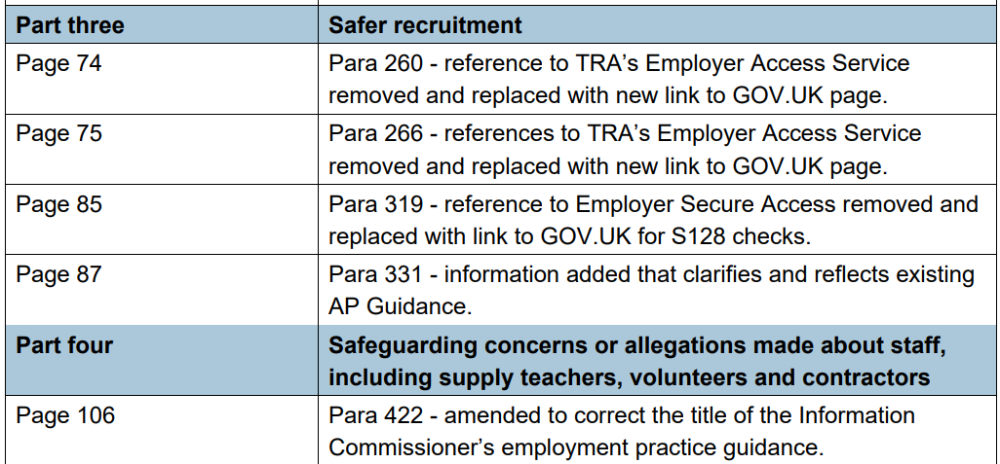 Part three
Safer recruitment
Page 74
Para 260 - reference to TRA’s Employer Access Service
removed and replaced with new link to GOV.UK page.
Page 75
Para 266 - references to TRA’s Employer Access Service
removed and replaced with new link to GOV.UK page.
Page 85
Para 319 - reference to Employer Secure Access removed and
replaced with link to GOV.UK for S128 checks.
Page 87
Para 331 - information added that clarifies and reflects existing
AP Guidance.
Part four
Safeguarding concerns or allegations made about staff,
including supply teachers, volunteers and contractors
Page 106
Para 422 - amended to correct the title of the Information
Commissioner’s employment practice guidance.